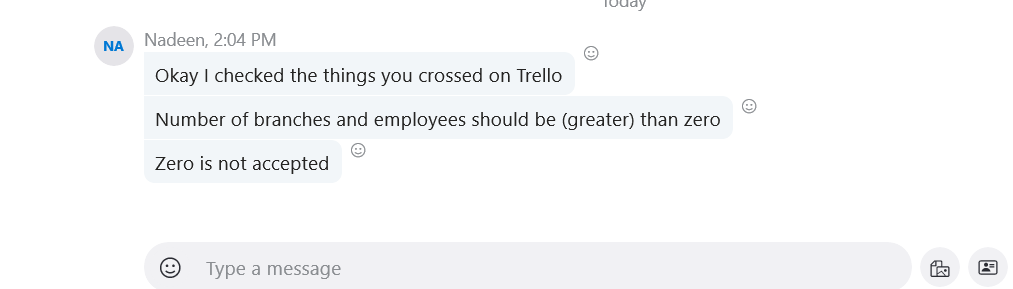 Today
NA
Nadeen, 2:04 PM
Okay I checked the things you crossed on Trello
Number of branches and employees should be (greater) than zero
Zero is not accepted
Type a message